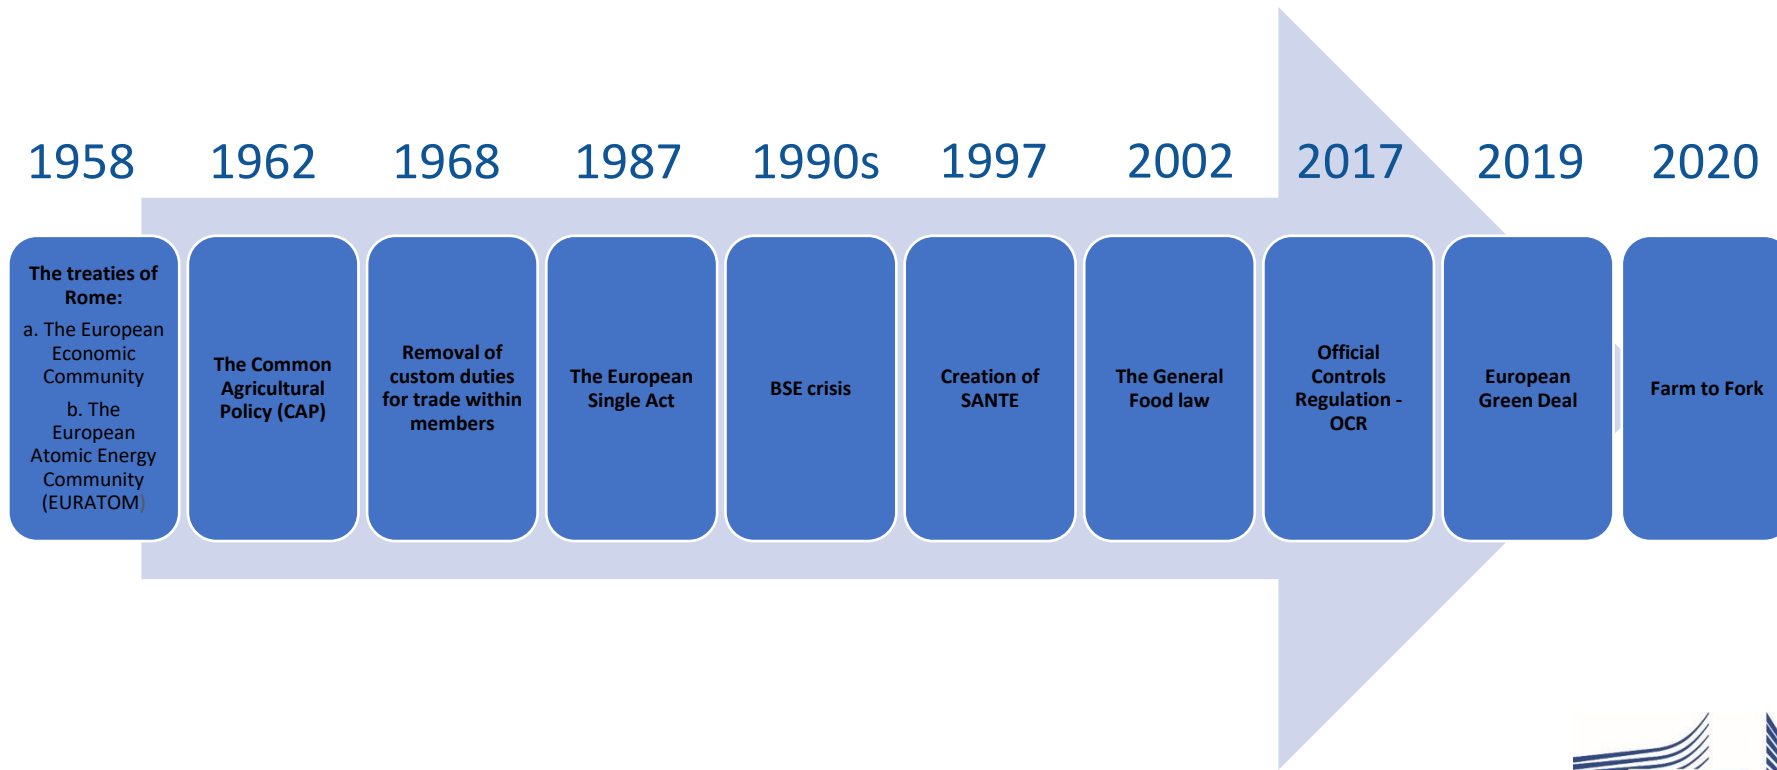 1958
1962
1968
1987
1990s
1997
2002
2017
2019
2020
The treaties of
Rome:
a. The European
Economic
Community
b. The
European
Atomic Energy
Community
(EURATOM)
The Common
Agricultural
Policy (CAP)
Removal of
custom duties
for trade within
members
The European
Single Act
BSE crisis
Creation of
SANTE
The General
Food law
Official
Controls
Regulation -
OCR
European
Green Deal
Farm to Fork